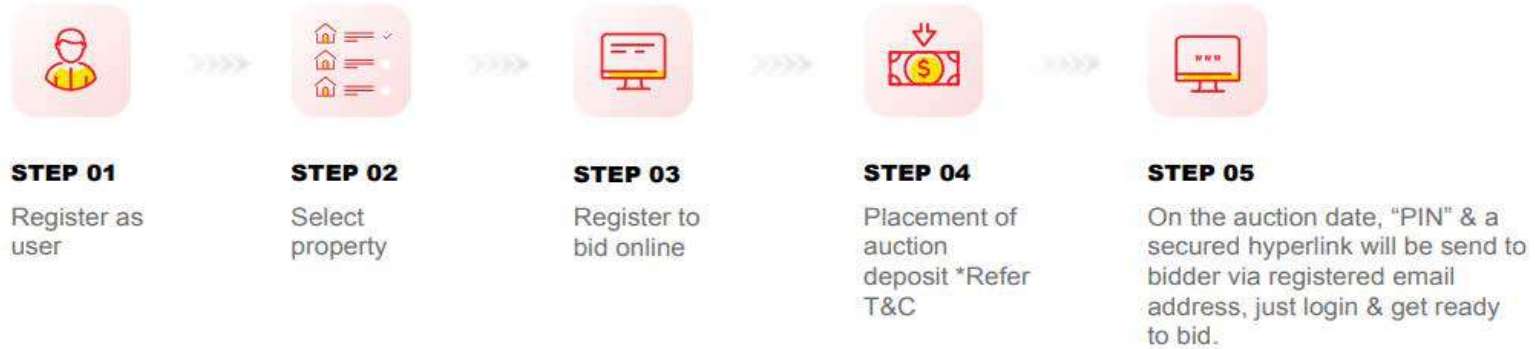 $
www
STEP 01
Register as
user
STEP 02
Select
property
STEP 03
Register to
bid online
STEP 04
Placement of
auction
deposit *Refer
T&C
STEP 05
On the auction date, “PIN” & a
secured hyperlink will be send to
bidder via registered email
address, just login & get ready
to bid.